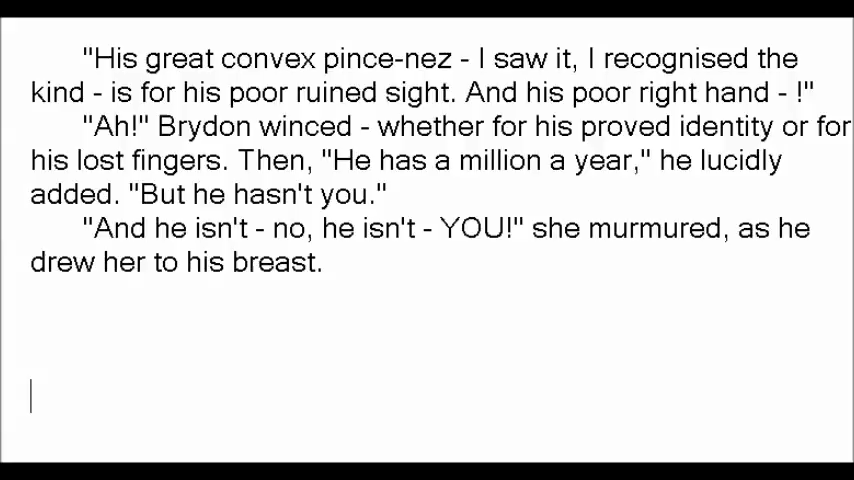 "His great convex pince-nez - I saw it, I recognised the
kind - is for his poor ruined sight. And his poor right hand - !"
"Ah!" Brydon winced - whether for his proved identity or for
his lost fingers. Then, "He has a million a year," he lucidly
added. "But he hasn't you."
"And he isn't - no, he isn't - YOU!" she murmured, as he
drew her to his breast.